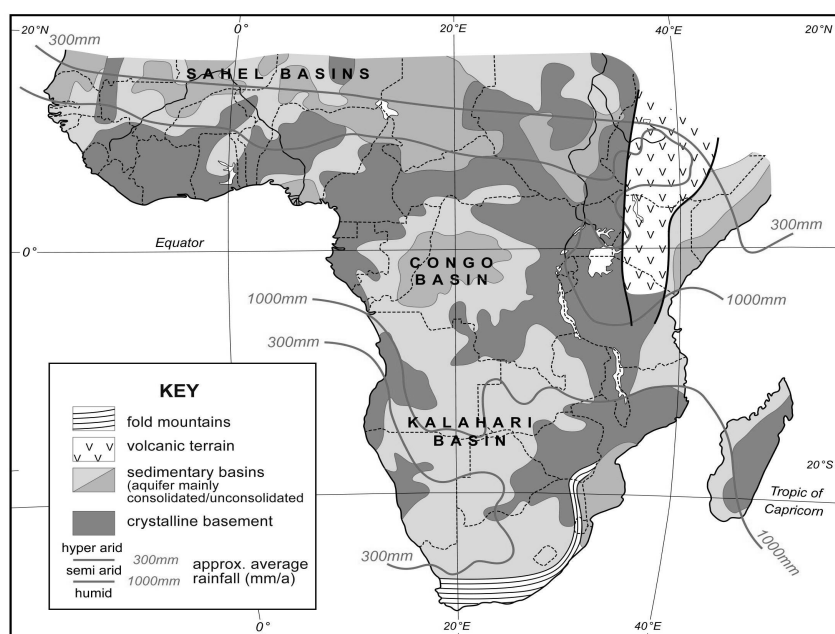 20°N
0°
20°E
40°E
20°N
300mm
SAHEL BASINS
Equator
0°
CONGO
BASIN
300mm
1000mm
1000mm
300mm
KALAHARI
BASIN
300mm
20°S
Tropic of
Capricorn
1000mm
KEY
fold mountains
volcanic terrain
sedimentary basins
(aquifer mainly
consolidated/unconsolidated
crystalline basement
hyper arid
300mm
semi arid
1000mm
humid
approx. average
rainfall (mm/a)
0°
20°E
40°E